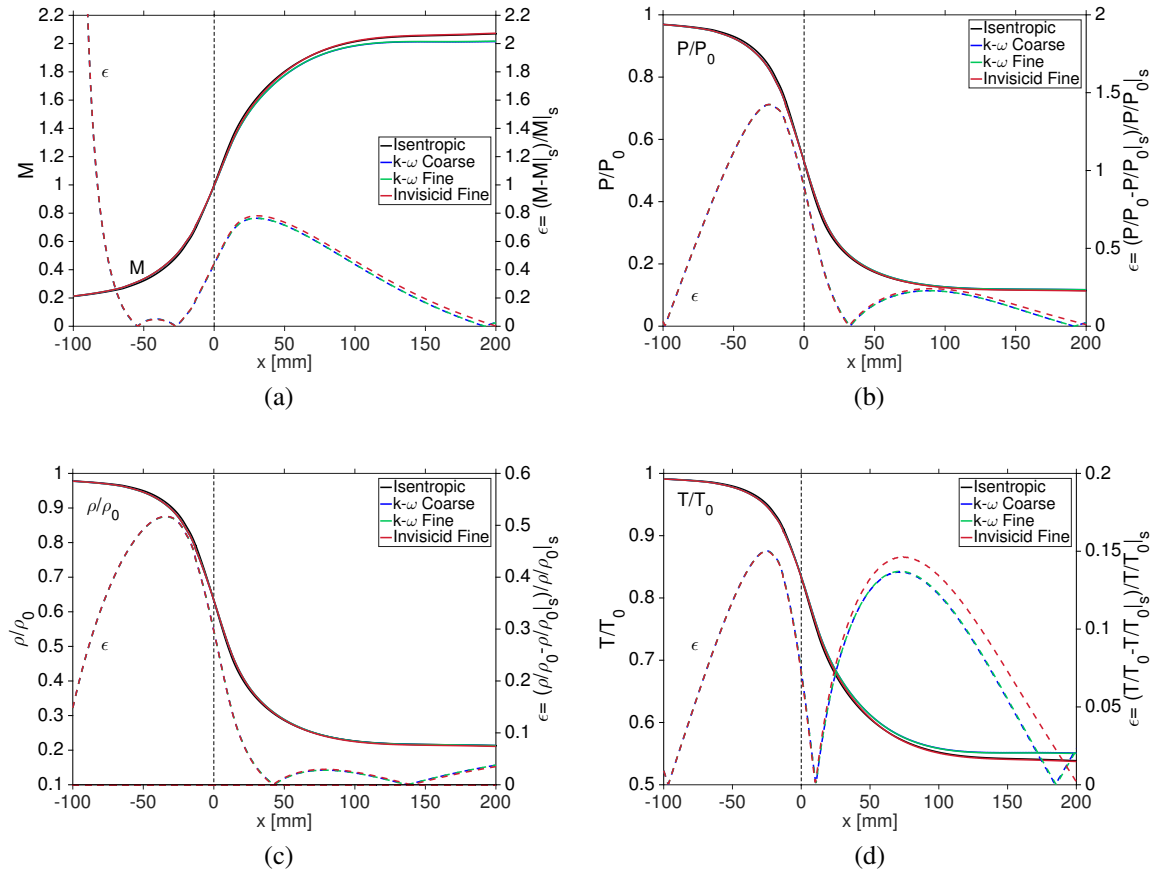 2.2
2
1.8
1.6
1.4
1.2
1
0.8
0.6
0.4
0.2
0
M
ϵ
M
Isentropic
k-ω Coarse
k-ω Fine
Invisicid Fine
2.2
2
1.8
1.6
1.4
1.2
1
0.8
0.6
0.4
0.2
0
ϵ= (M-M|s)/M|s
-100 -50 0 50 100 150 200
x [mm]
(a)
1
0.8
0.6
0.4
0.2
0
P/P0
P/P0
ϵ
Isentropic
k-ω Coarse
k-ω Fine
Invisicid Fine
2
1.5
1
0.5
0
ϵ= (P/P0-P/P0|s)/P/P0|s
-100 -50 0 50 100 150 200
x [mm]
(b)
1
0.9
0.8
0.7
0.6
0.5
0.4
0.3
0.2
0.1
ρ/ρ0
ρ/ρ0
ϵ
Isentropic
k-ω Coarse
k-ω Fine
Invisicid Fine
0.6
0.5
0.4
0.3
0.2
0.1
0
ϵ= (ρ/ρ0-ρ/ρ0|s)/ρ/ρ0|s
-100 -50 0 50 100 150 200
x [mm]
(c)
1
0.9
0.8
0.7
0.6
0.5
T/T0
T/T0
ϵ
Isentropic
k-ω Coarse
k-ω Fine
Invisicid Fine
0.2
0.15
0.1
0.05
0
ϵ= (T/T0-T/T0|s)/T/T0|s
-100 -50 0 50 100 150 200
x [mm]
(d)